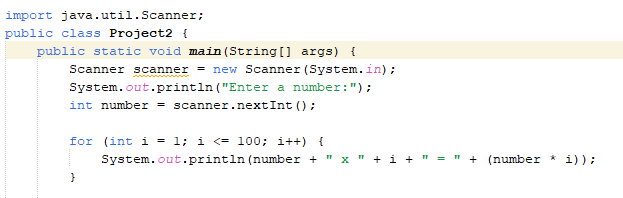 import java.util.Scanner;
public class Project2 {
public static void main(String[] args) {
Scanner scanner = new Scanner(System.in);
System.out.println("Enter a number:");
int number = scanner.nextInt();
for (int i = 1; i <= 100; i++) {
System.out.println(number + " x " + i + " = " + (number * i));
}